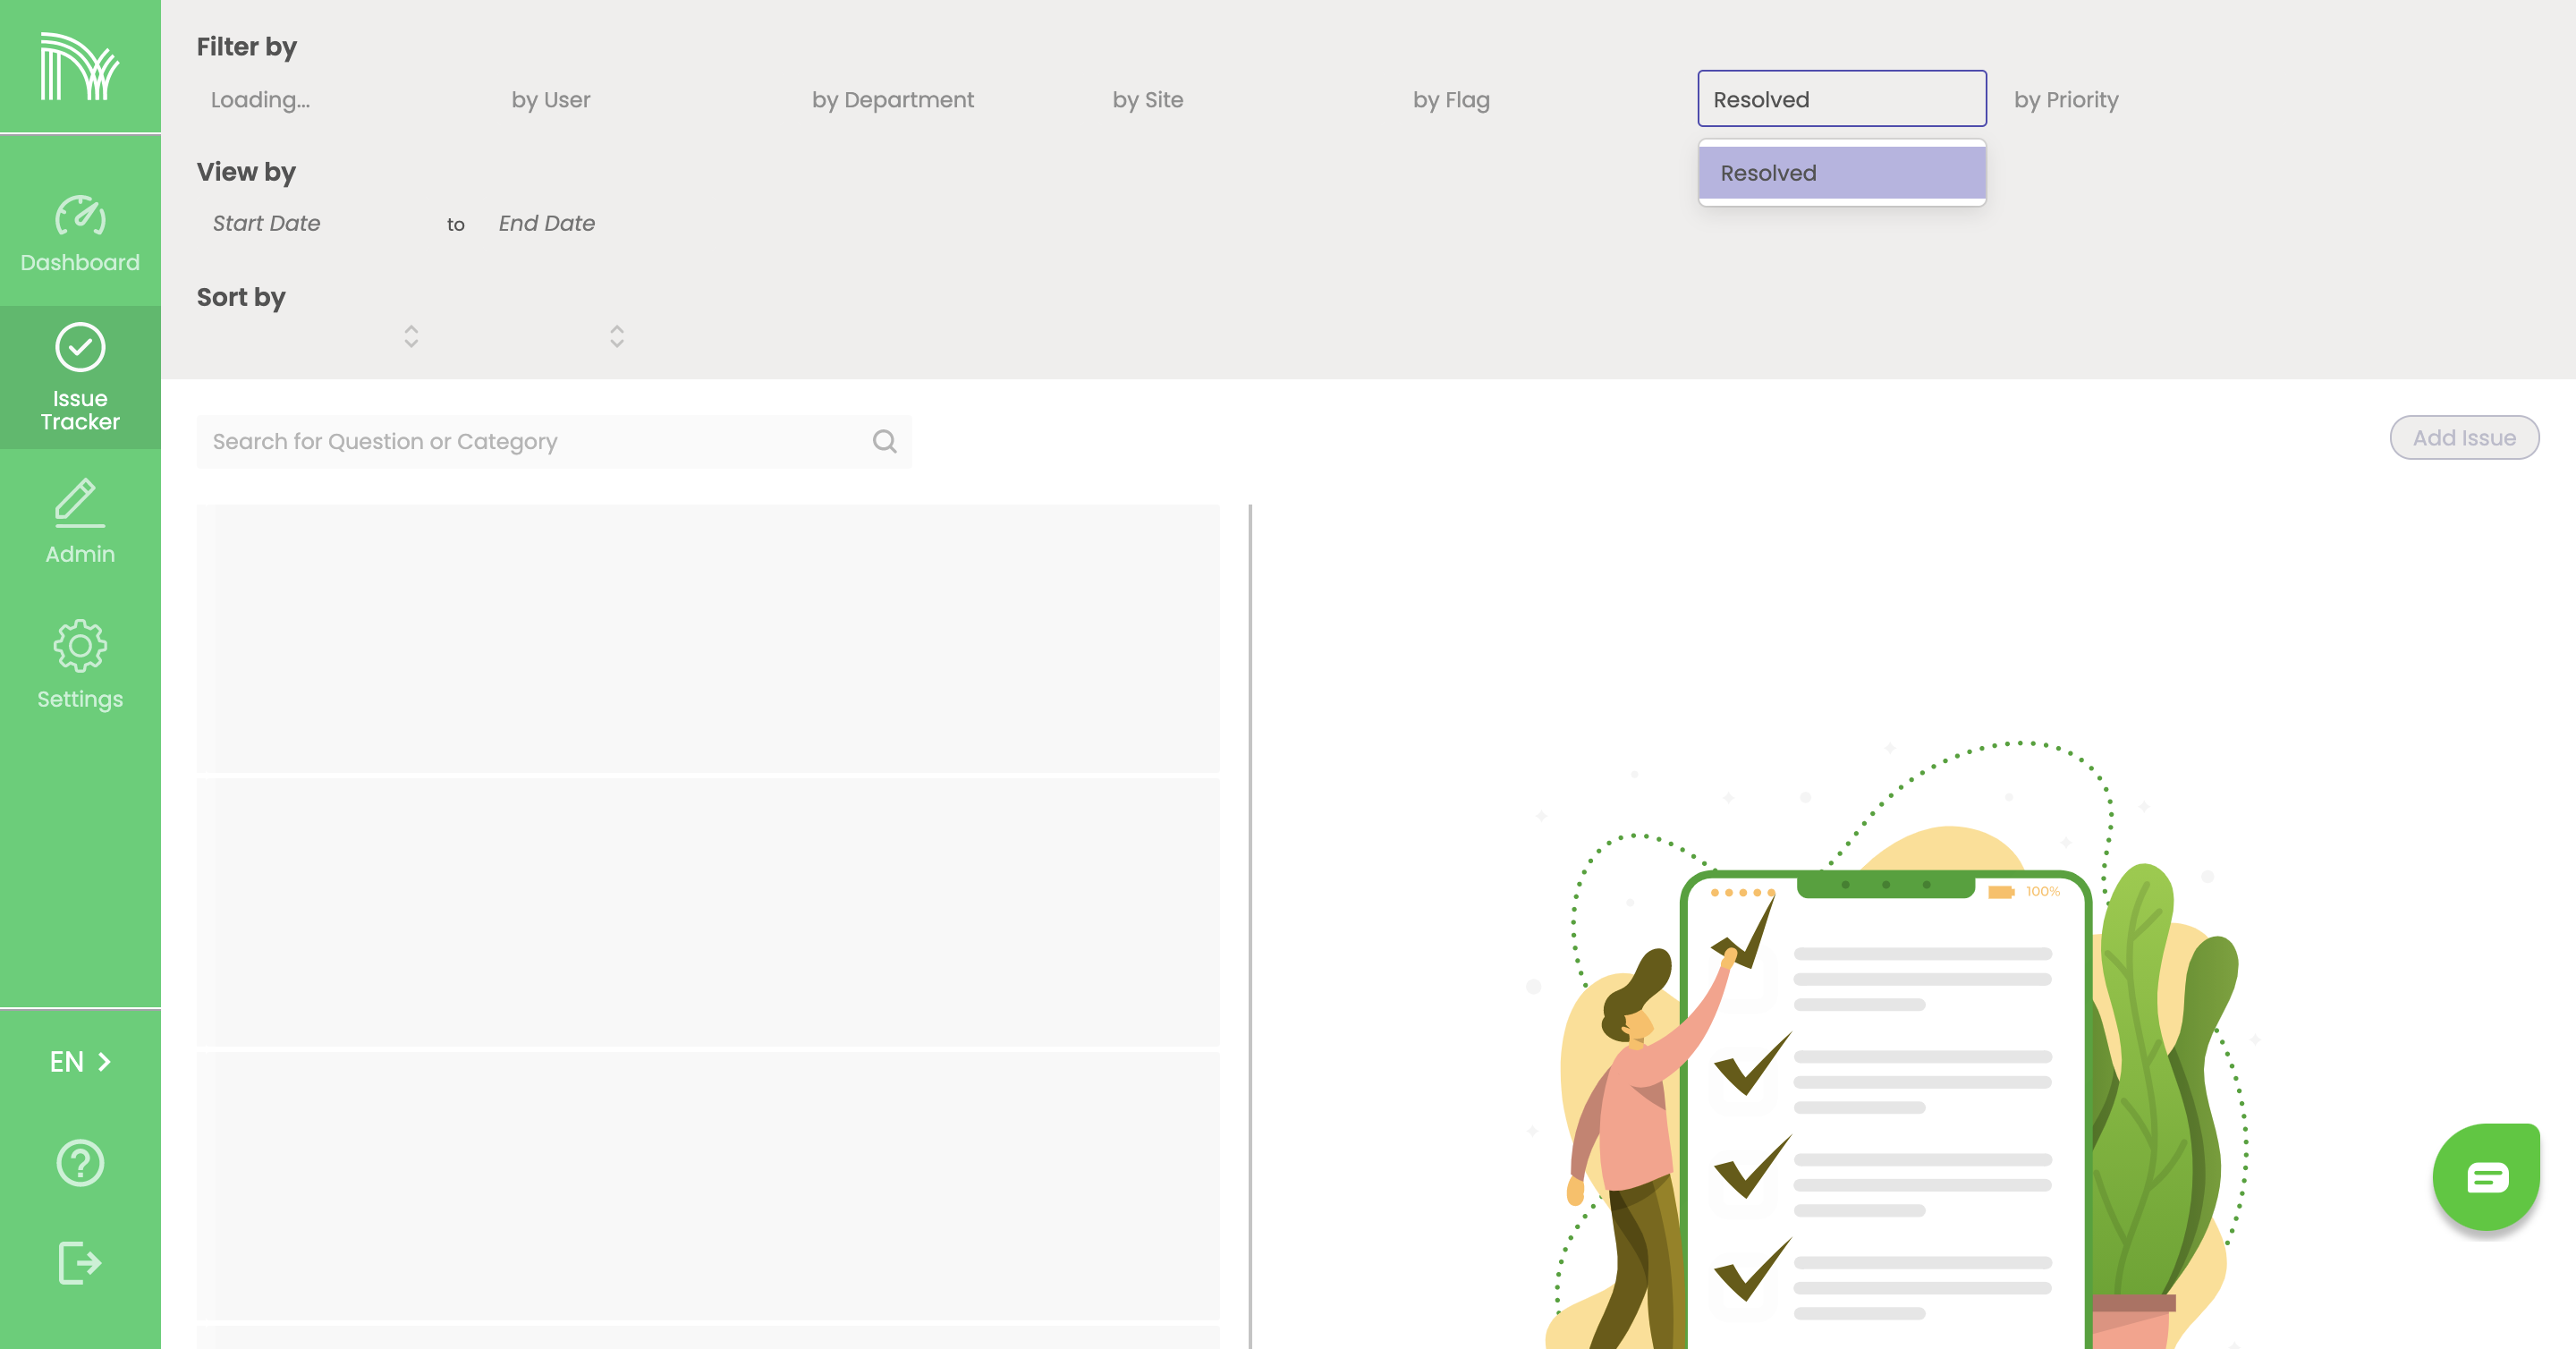 Filter by
Loading...
by User
by Department
by Site
by Flag
Resolved
by Priority
Resolved
View by
Start Date
to
End Date
Sort by
Dashboard
Issue
Tracker
Admin
Settings
EN
Search for Question or Category
Add Issue
100%